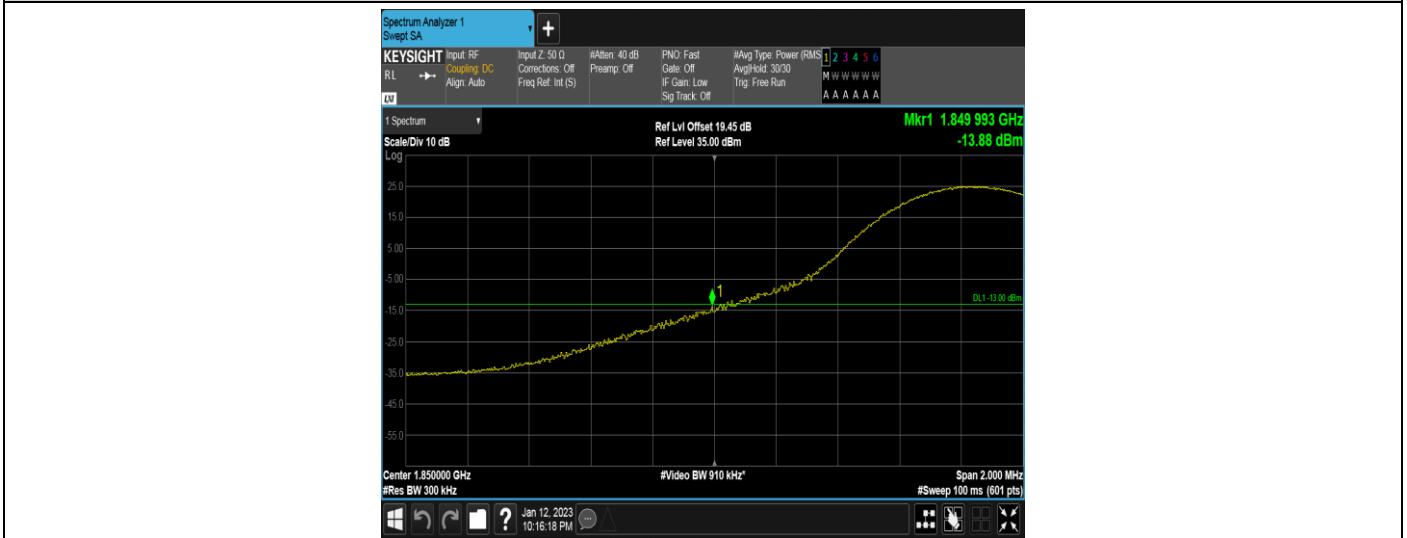 Spectrum Analyzer 1
Swept SA
+
KEYSIGHT
RL
LXI
Input: RF
Coupling: DC
Align: Auto
Input Z: 50 Ω
Corrections: Off
Freq Ref: Int (S)
#Atten: 40 dB
Preamp: Off
PNO: Fast
Gate: Off
IF Gain: Low
Sig Track: Off
#Avg Type: Power (RMS
Avg|Hold: 30/30
Trig: Free Run
1 2 3 4 5 6
M W W W W W
A A A A A A
1 Spectrum
Scale/Div 10 dB
Log
Ref Lvl Offset 19.45 dB
Ref Level 35.00 dBm
Mkr1 1.849 993 GHz
-13.88 dBm
25.0
15.0
5.00
-5.00
1
DL1 -13.00 dBm
-15.0
-25.0
-35.0
-45.0
-55.0
Center 1.850000 GHz
#Res BW 300 kHz
#Video BW 910 kHz*
Span 2.000 MHz
#Sweep 100 ms (601 pts)
?
Jan 12, 2023
10:16:18 PM